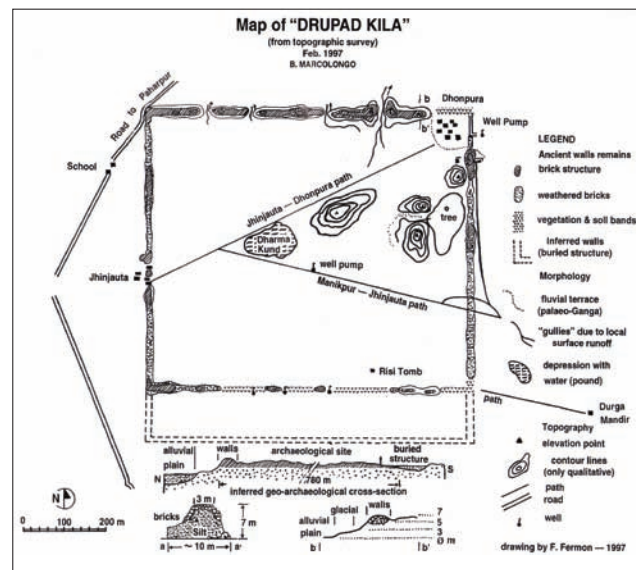 Map of "DRUPAD KILA"
(from topographic survey)
Feb. 1997
B. MARCOLONGO
Road to Paharpur
School
b
b'
Dhonpura
Well Pump
LEGEND
Ancient walls remains
brick structure
weathered bricks
vegetation & soil bands
Inferred walls
(buried structure)
Morphology
fluvial terrace
(palaeo-Ganga)
"gullies" due to local
surface runoff
depression with
water (pound)
Topography
elevation point
contour lines
(only qualitative)
path
road
well
Jhinjauta — Dhonpura path
tree
Dharma
Kund
Jhinjauta
well pump
Manikpur — Jhinjauta path
Risi Tomb
path
Durga
Mandir
alluvial
plain
walls
archaeological site
buried
structure
N
S
780 m
inferred geo-archaeological cross-section
N
0
100
200 m
3 m
bricks
Silt
7 m
a
~ 10 m
a'
glacial
walls
alluvial
plain
b
b'
7
5
3
Ø m
drawing by F. Fermon — 1997